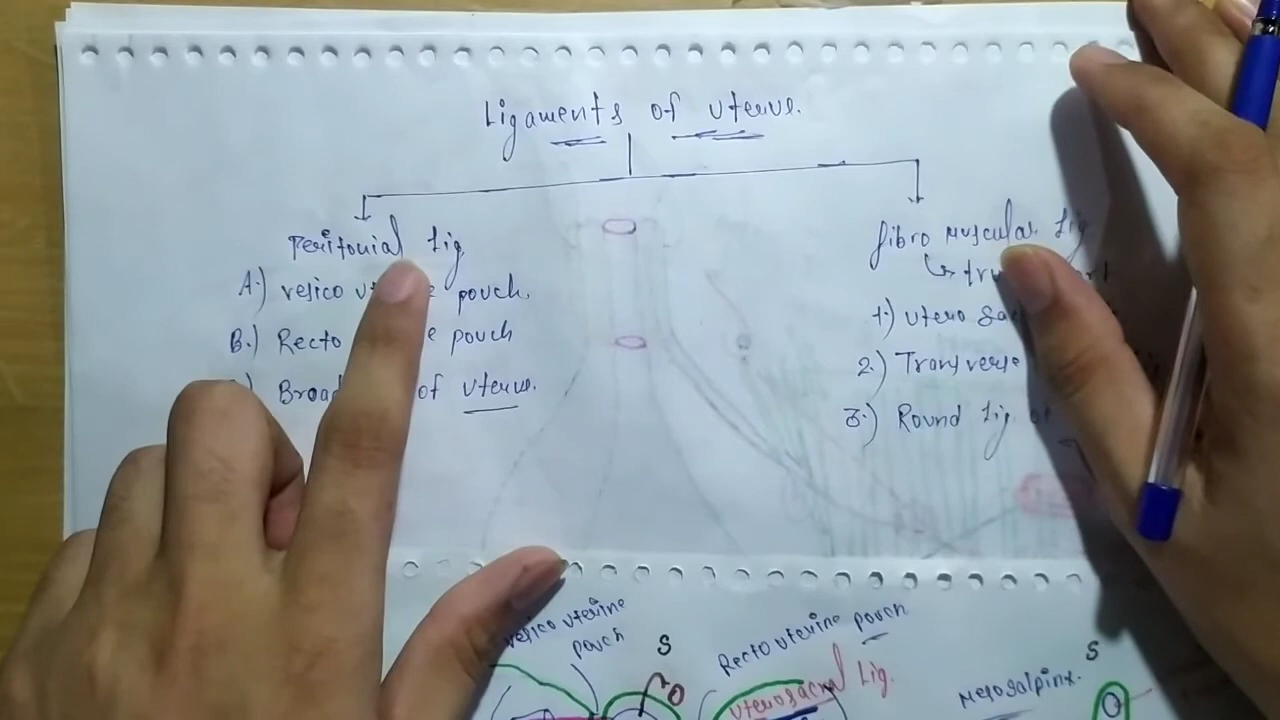 Ligaments of uterus.
Peritonial Lig
fibro muscular Lig
A.) vesico pouch.
1.) utero
B.) Recto pouch
2.) Transverse
Broad of uterus.
3.) Round Lig
vesico uterine
pouch
S
Recto uterine pouch
uterosacral Lig.
Mesosalpinx.
S